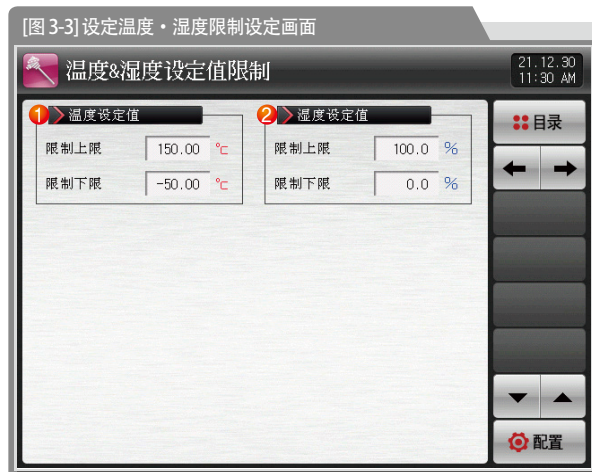 [图 3-3] 设定温度・湿度限制设定画面
温度&湿度设定值限制
21.12.30
11:30 AM
1 温度设定值
限制上限 150.00 ℃
限制下限 -50.00 ℃
2 湿度设定值
限制上限 100.0 %
限制下限 0.0 %
目录
配置